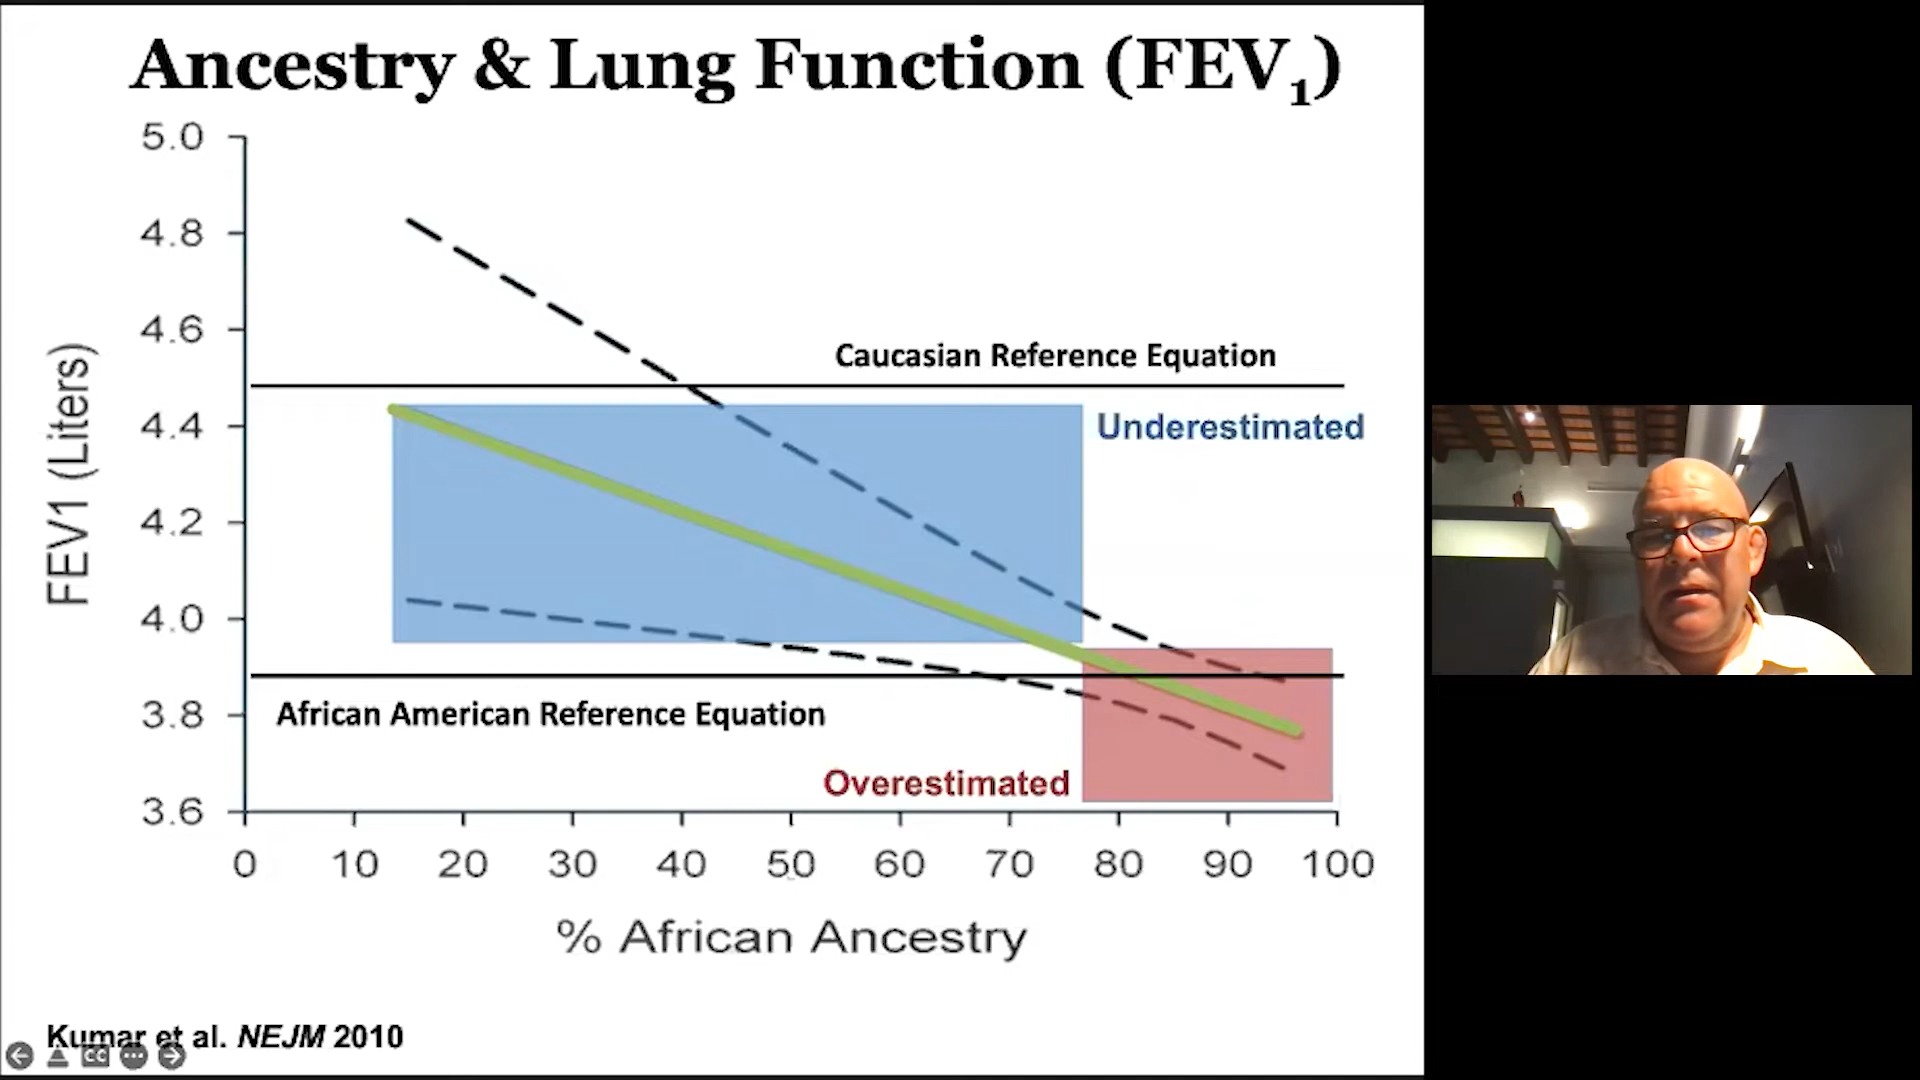 Ancestry & Lung Function (FEV1)
5.0
4.8
4.6
4.4
4.2
4.0
3.8
3.6
FEV1 (Liters)
Caucasian Reference Equation
Underestimated
African American Reference Equation
Overestimated
0 10 20 30 40 50 60 70 80 90 100
% African Ancestry
Kumar et al. NEJM 2010
CC